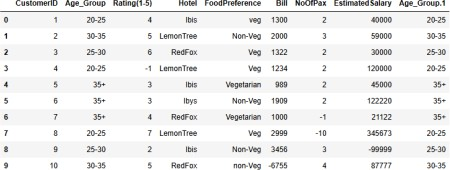 CustomerID Age_Group Rating(1-5) Hotel FoodPreference Bill NoOfPax EstimatedSalary Age_Group.1
0 1 20-25 4 Ibis veg 1300 2 40000 20-25
1 2 30-35 5 LemonTree Non-Veg 2000 3 59000 30-35
2 3 25-30 6 RedFox Veg 1322 2 30000 25-30
3 4 20-25 -1 LemonTree Veg 1234 2 120000 20-25
4 5 35+ 3 Ibis Vegetarian 989 2 45000 35+
5 6 35+ 3 Ibys Non-Veg 1909 2 122220 35+
6 7 35+ 4 RedFox Vegetarian 1000 -1 21122 35+
7 8 20-25 7 LemonTree Veg 2999 -10 345673 20-25
8 9 25-30 2 Ibis Non-Veg 3456 3 -99999 25-30
9 10 30-35 5 RedFox non-Veg -6755 4 87777 30-35